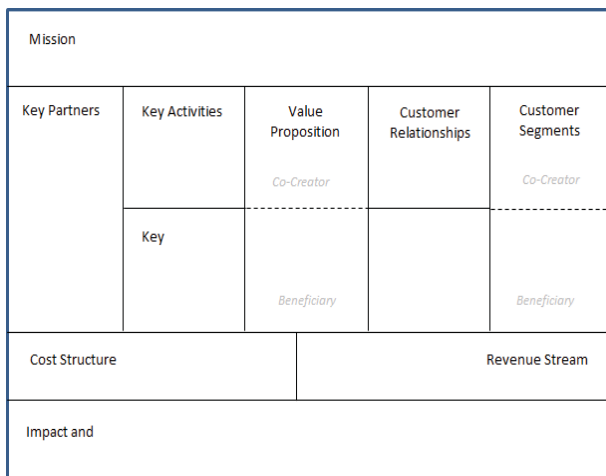 Mission
Key Partners
Key Activities
Value
Proposition
Co-Creator
Customer
Relationships
Customer
Segments
Co-Creator
Key
Beneficiary
Beneficiary
Cost Structure
Revenue Stream
Impact and